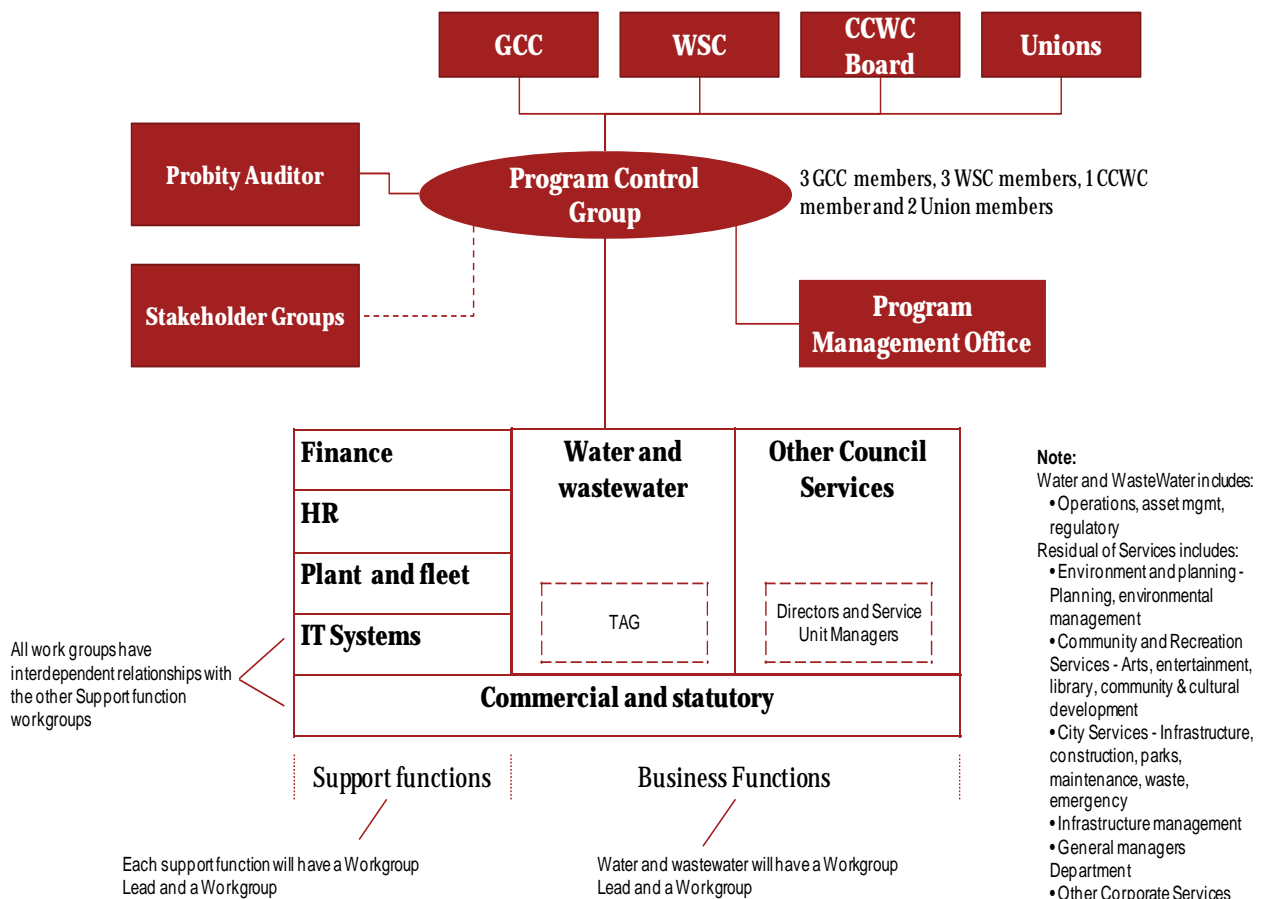 GCC
WSC
CCWC
Board
Unions
Probity Auditor
Program Control
Group
3 GCC members, 3 WSC members, 1 CCWC
member and 2 Union members
Stakeholder Groups
Program
Management Office
Finance
HR
Plant and fleet
IT Systems
Water and
wastewater
TAG
Other Council
Services
Directors and Service
Unit Managers
Commercial and statutory
All work groups have
interdependent relationships with
the other Support function
workgroups
Support functions
Business Functions
Each support function will have a Workgroup
Lead and a Workgroup
Water and wastewater will have a Workgroup
Lead and a Workgroup
Note:
Water and WasteWater includes:
• Operations, asset mgmt,
regulatory
Residual of Services includes:
• Environment and planning -
Planning, environmental
management
• Community and Recreation
Services - Arts, entertainment,
library, community & cultural
development
• City Services - Infrastructure,
construction, parks,
maintenance, waste,
emergency
• Infrastructure management
• General managers
Department
• Other Corporate Services